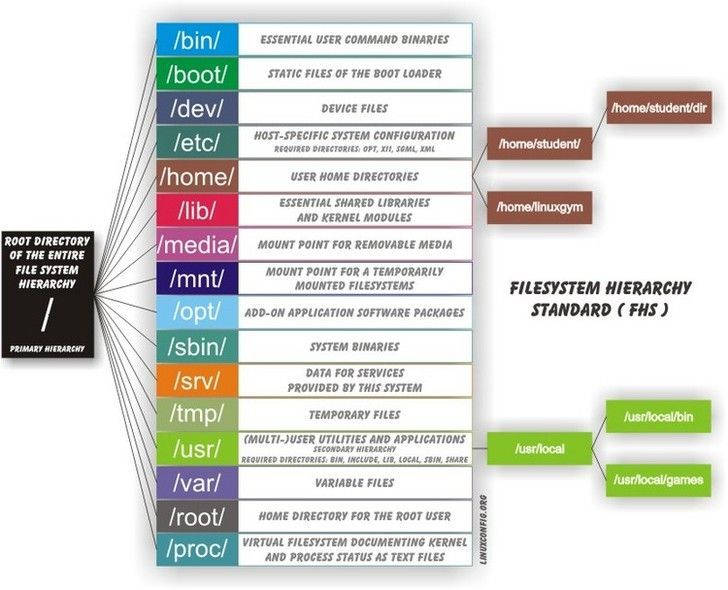 ROOT DIRECTORY
OF THE ENTIRE
FILE SYSTEM
HIERARCHY
/
PRIMARY HIERARCHY
/bin/
ESSENTIAL USER COMMAND BINARIES
/boot/
STATIC FILES OF THE BOOT LOADER
/dev/
DEVICE FILES
/etc/
HOST-SPECIFIC SYSTEM CONFIGURATION
REQUIRED DIRECTORIES: OPT, X11, SGML, XML
/home/
USER HOME DIRECTORIES
/lib/
ESSENTIAL SHARED LIBRARIES
AND KERNEL MODULES
/media/
MOUNT POINT FOR REMOVABLE MEDIA
/mnt/
MOUNT POINT FOR A TEMPORARILY
MOUNTED FILESYSTEMS
/opt/
ADD-ON APPLICATION SOFTWARE PACKAGES
/sbin/
SYSTEM BINARIES
/srv/
DATA FOR SERVICES
PROVIDED BY THIS SYSTEM
/tmp/
TEMPORARY FILES
/usr/
(MULTI-)USER UTILITIES AND APPLICATIONS
SECONDARY HIERARCHY
REQUIRED DIRECTORIES: BIN, INCLUDE, LIB, LOCAL, SBIN, SHARE
/var/
VARIABLE FILES
/root/
HOME DIRECTORY FOR THE ROOT USER
/proc/
VIRTUAL FILESYSTEM DOCUMENTING KERNEL
AND PROCESS STATUS AS TEXT FILES
/home/student/
/home/student/dir
/home/linuxgym
FILESYSTEM HIERARCHY
STANDARD ( FHS )
/usr/local
/usr/local/bin
/usr/local/games
LINUXCONFIG.ORG